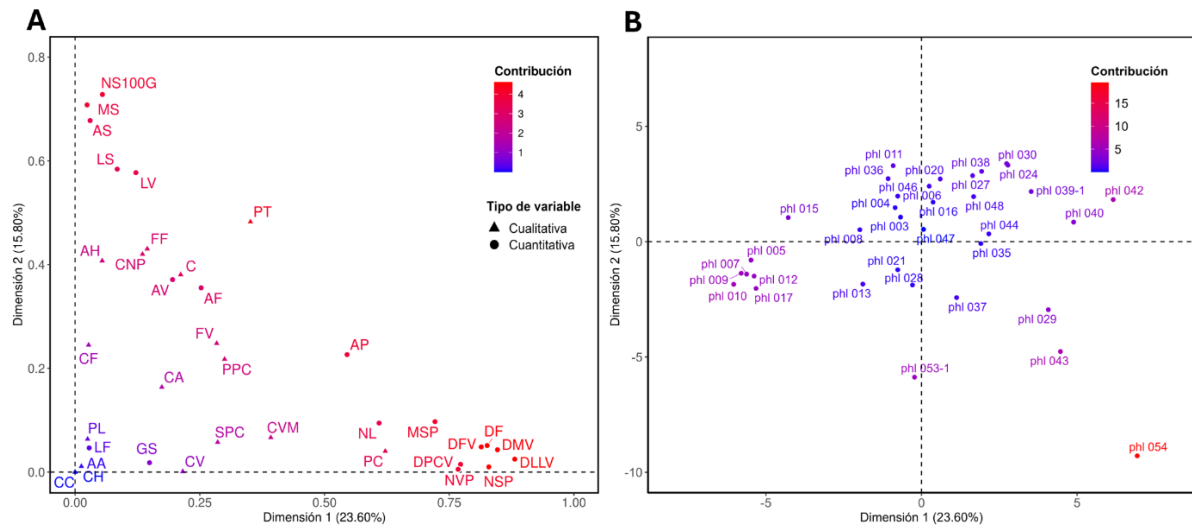 A
Dimensión 2 (15.80%)
0.8
0.6
0.4
0.2
0.0
NS100G
MS
AS
LS
LV
PT
AH
FF
CNP
C
AV
AF
CF
FV
PPC
AP
CA
PL
LF
AA
CC
CH
GS
SPC
CV
CVM
NL
PC
MSP
DFV
DF
DMV
DPCV
DLLV
NVP
NSP
Contribución
4
3
2
1
Tipo de variable
Cualitativa
Cuantitativa
0.00
0.25
0.50
0.75
1.00
Dimensión 1 (23.60%)
B
Dimensión 2 (15.80%)
5
0
-5
-10
phl 011
phl 036
phl 020
phl 038
phl 030
phl 024
phl 046
phl 027
phl 039-1
phl 042
phl 004
phl 006
phl 015
phl 016
phl 048
phl 003
phl 040
phl 044
phl 008
phl 047
phl 035
phl 005
phl 007
phl 021
phl 009
phl 012
phl 028
phl 010
phl 017
phl 013
phl 037
phl 029
phl 043
phl 053-1
phl 054
Contribución
15
10
5
-5
0
5
Dimensión 1 (23.60%)